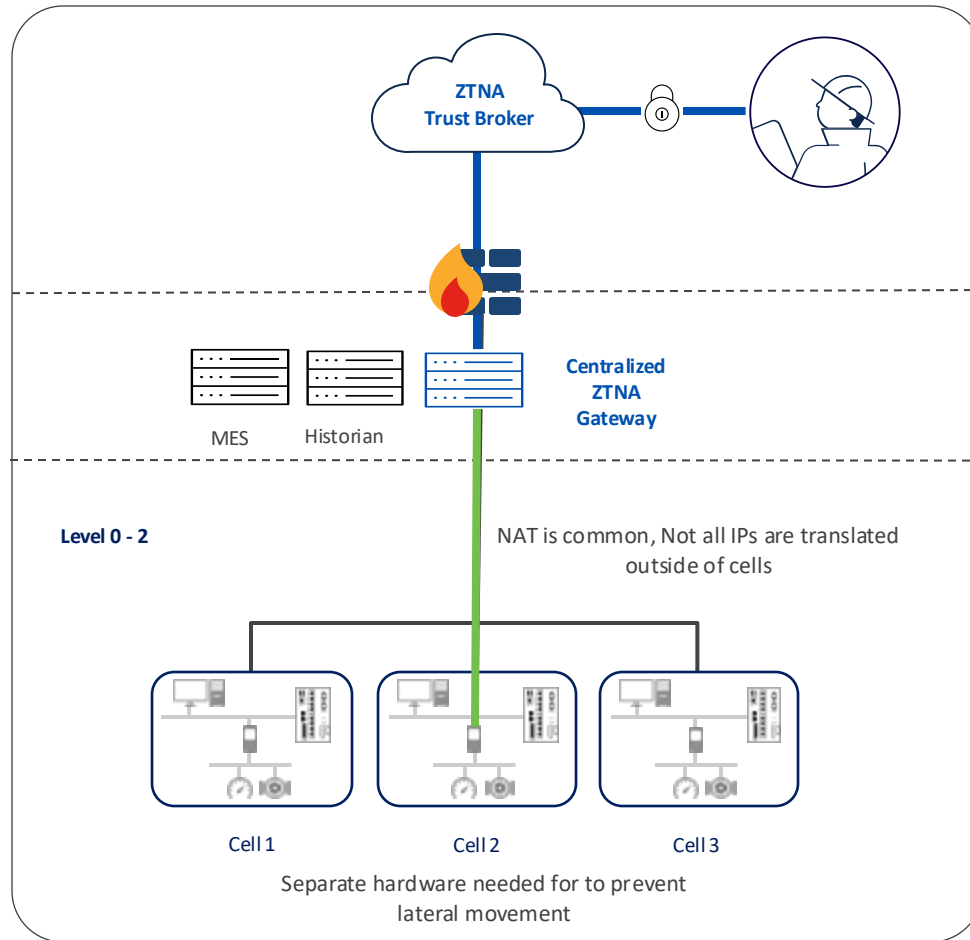 ZTNA
Trust Broker
Centralized
ZTNA
Gateway
MES
Historian
Level 0 - 2
NAT is common, Not all IPs are translated
outside of cells
Cell 1
Cell 2
Cell 3
Separate hardware needed for to prevent
lateral movement